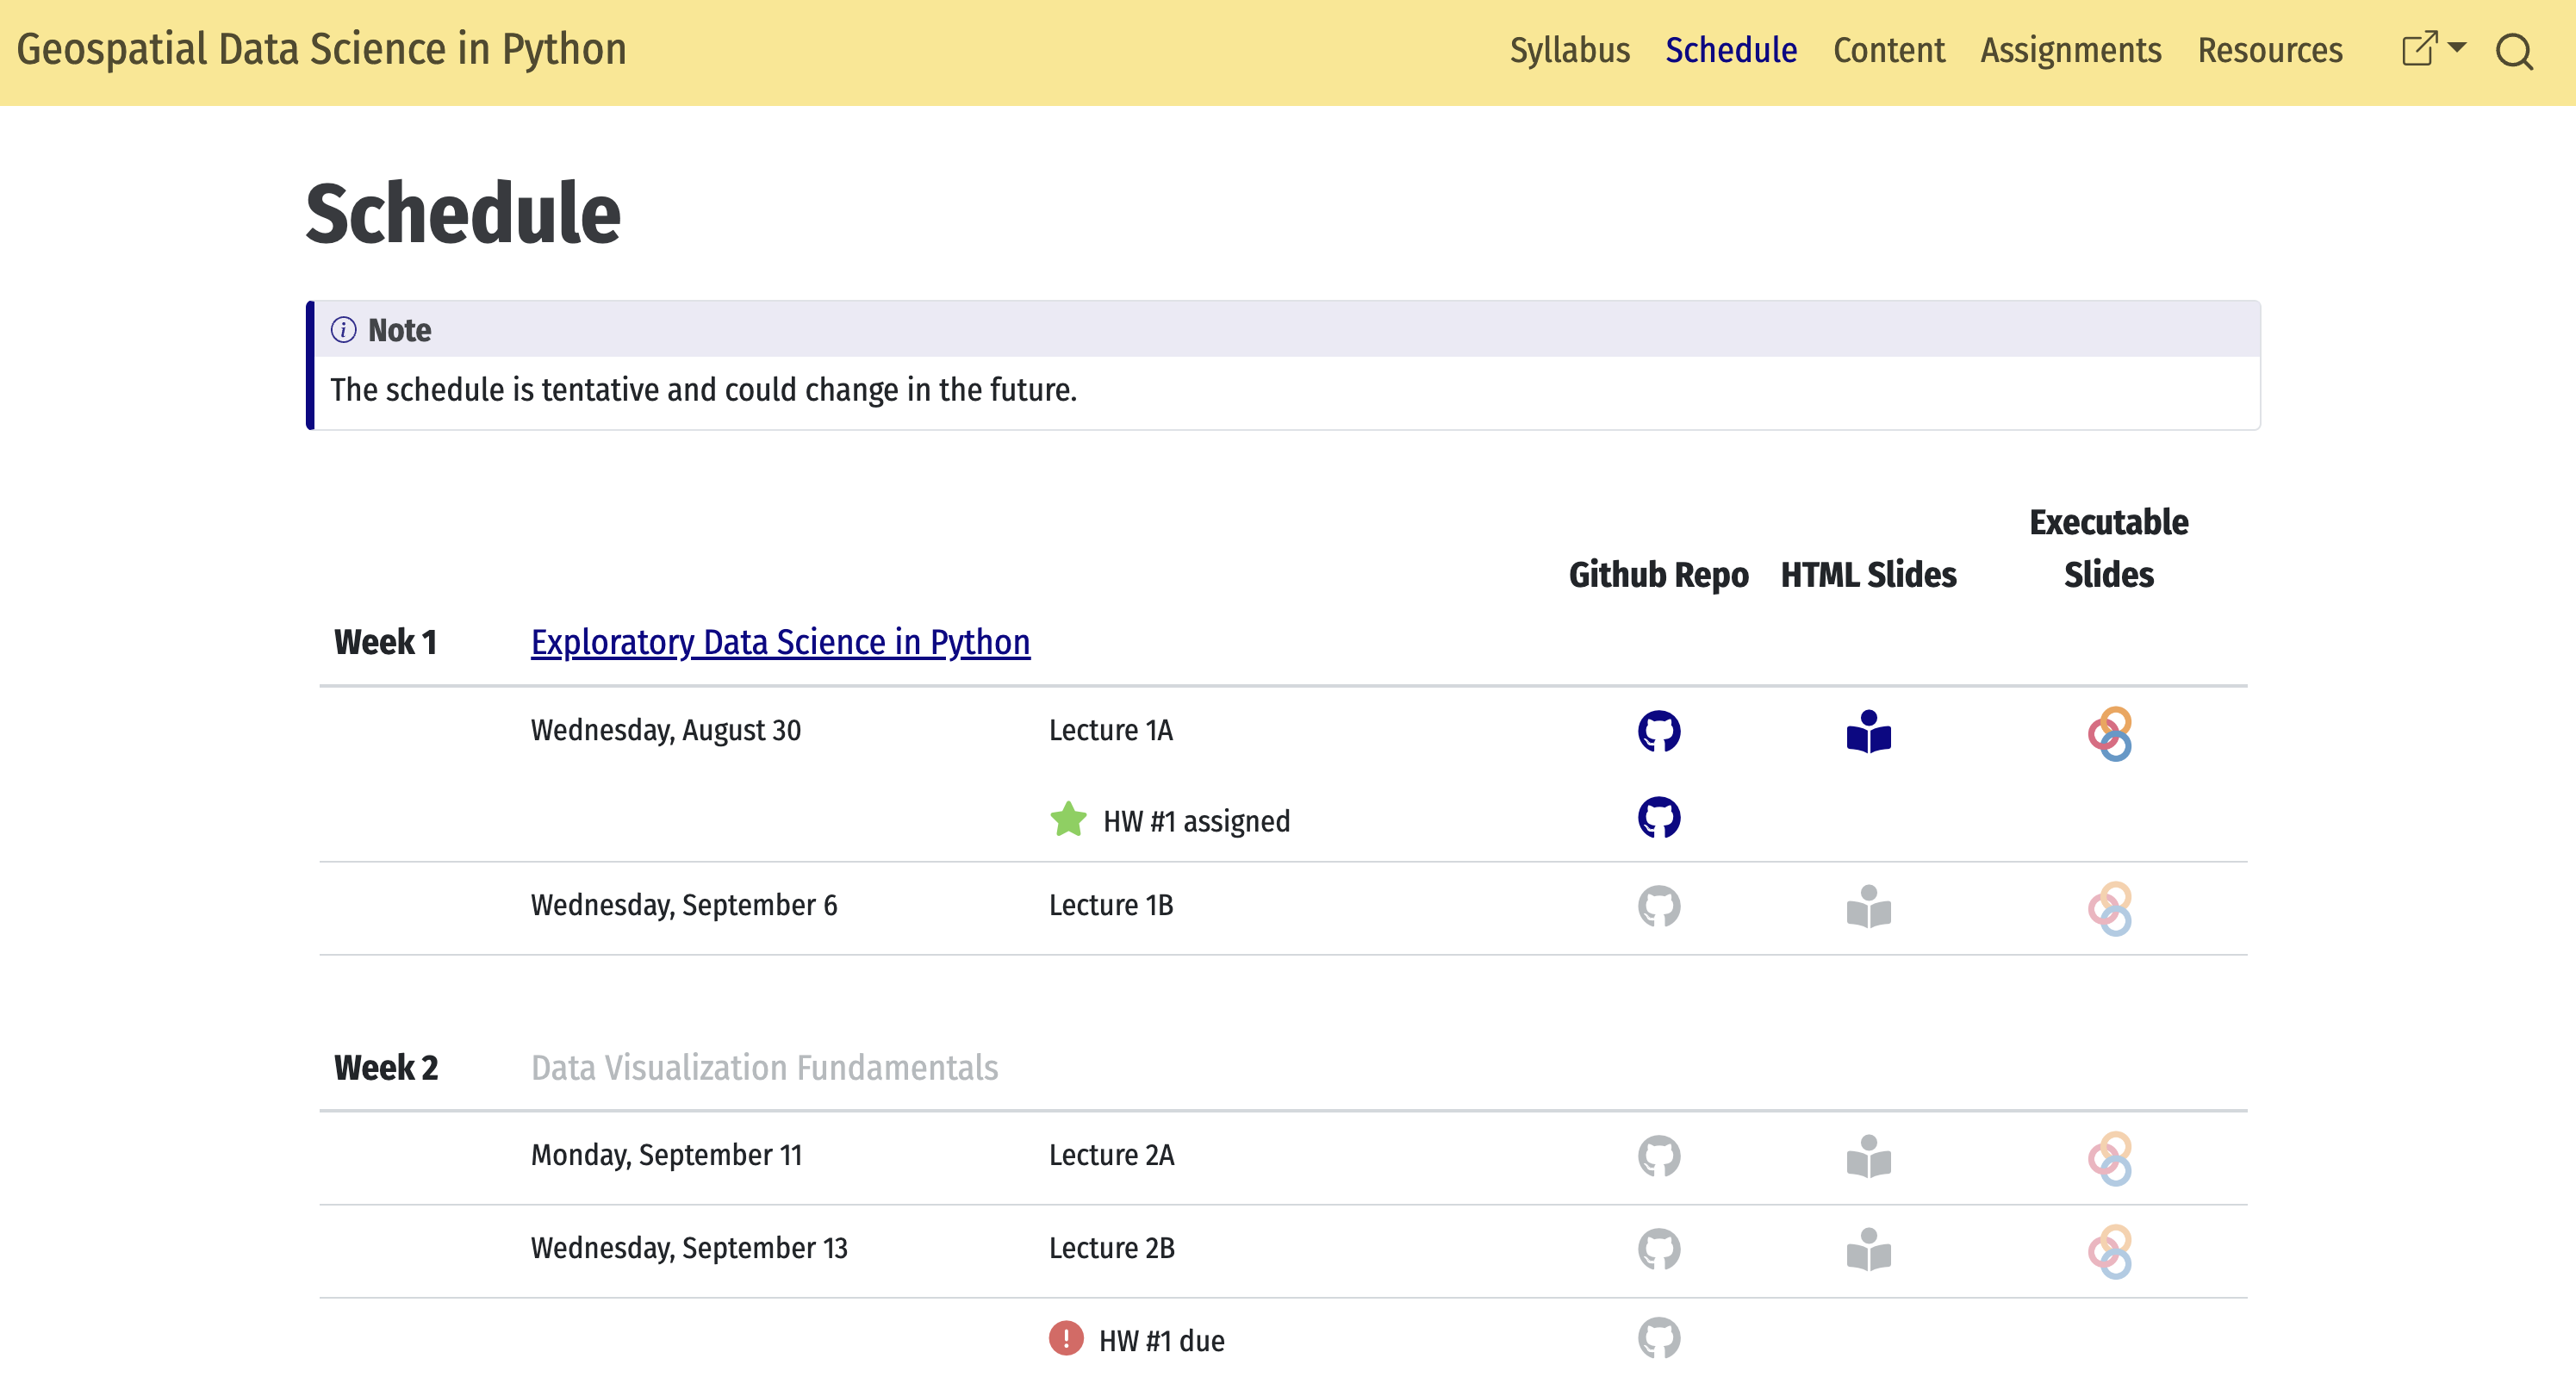 Geospatial Data Science in Python
Syllabus Schedule Content Assignments Resources
Schedule
Note
The schedule is tentative and could change in the future.
Github Repo HTML Slides Executable Slides
Week 1 Exploratory Data Science in Python
Wednesday, August 30 Lecture 1A
HW #1 assigned
Wednesday, September 6 Lecture 1B
Week 2 Data Visualization Fundamentals
Monday, September 11 Lecture 2A
Wednesday, September 13 Lecture 2B
HW #1 due